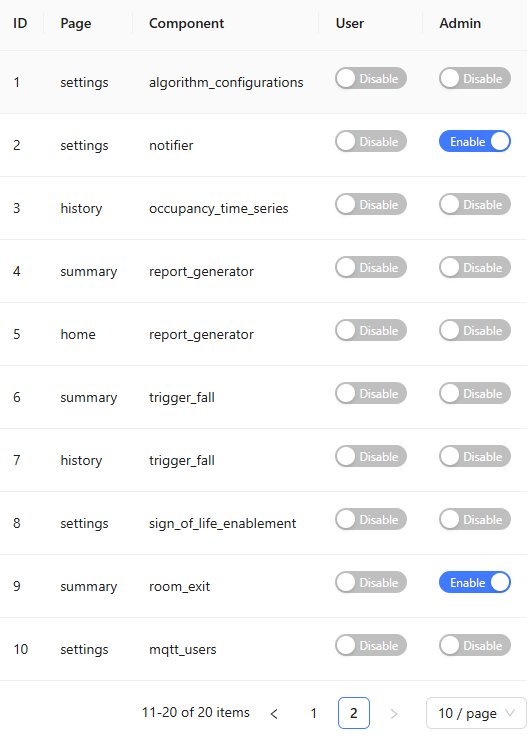 ID Page Component User Admin
1 settings algorithm_configurations Disable Disable
2 settings notifier Disable Enable
3 history occupancy_time_series Disable Disable
4 summary report_generator Disable Disable
5 home report_generator Disable Disable
6 summary trigger_fall Disable Disable
7 history trigger_fall Disable Disable
8 settings sign_of_life_enablement Disable Disable
9 summary room_exit Disable Enable
10 settings mqtt_users Disable Disable
11-20 of 20 items < 1 2 > 10 / page